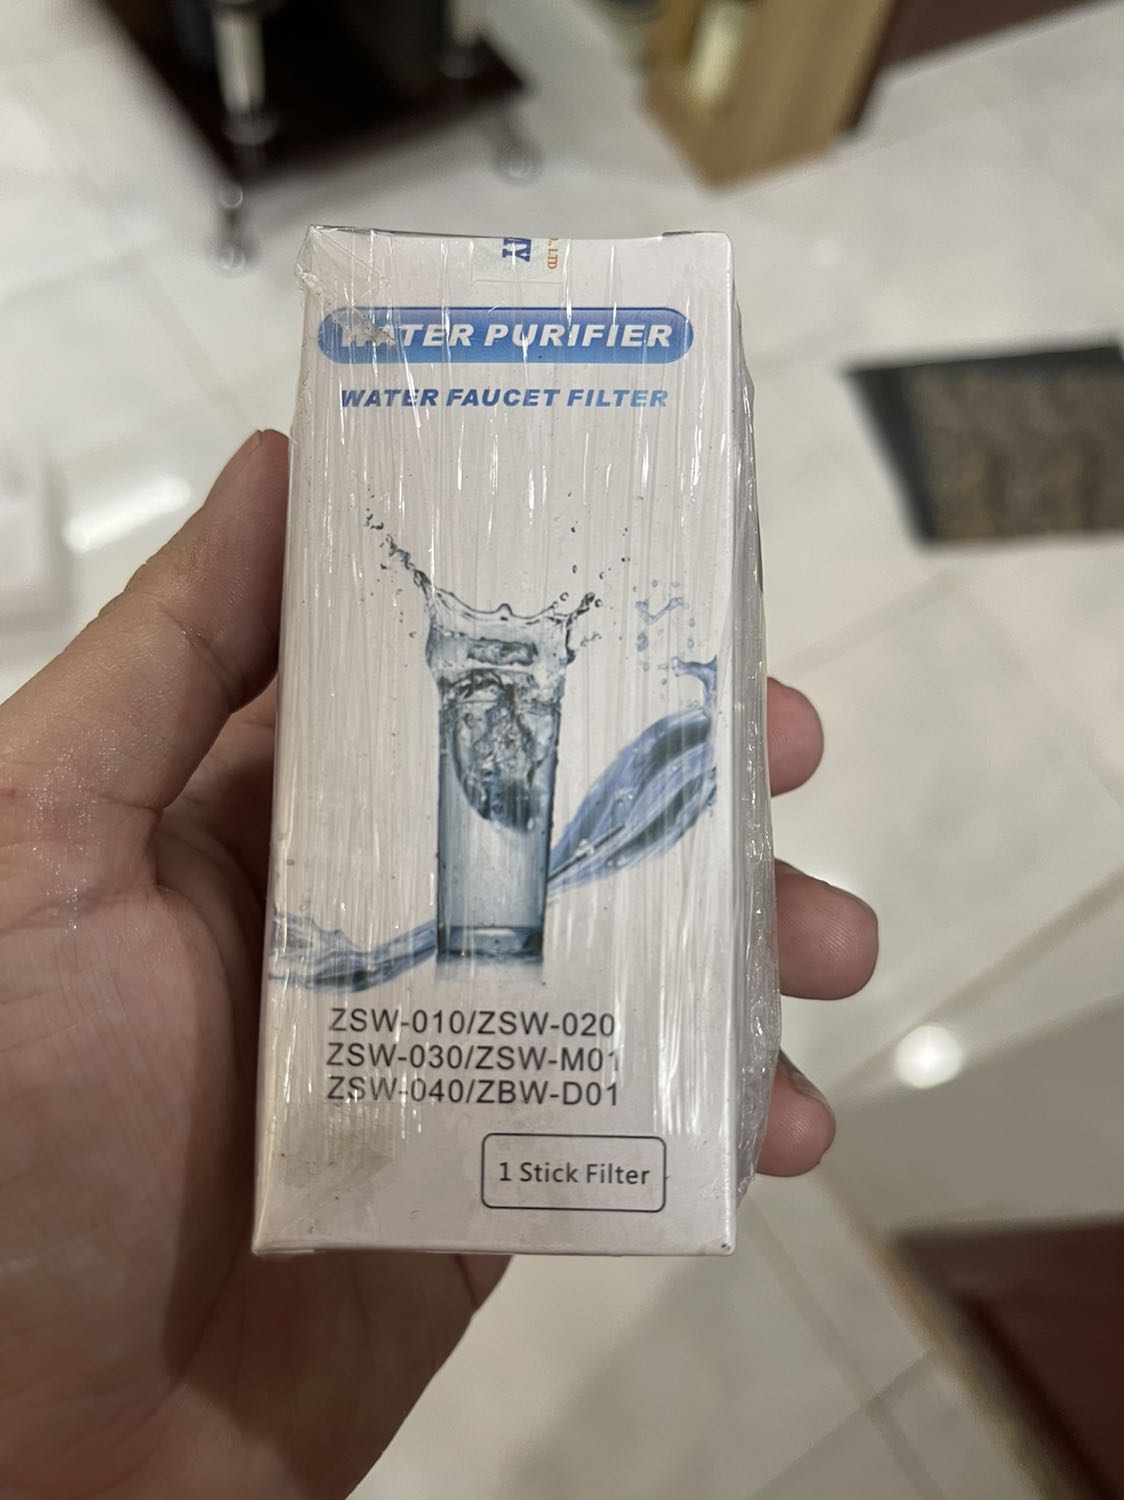 ., LTD
WATER PURIFIER
WATER FAUCET FILTER
ZSW-010/ZSW-020
ZSW-030/ZSW-M01
ZSW-040/ZBW-D01
1 Stick Filter